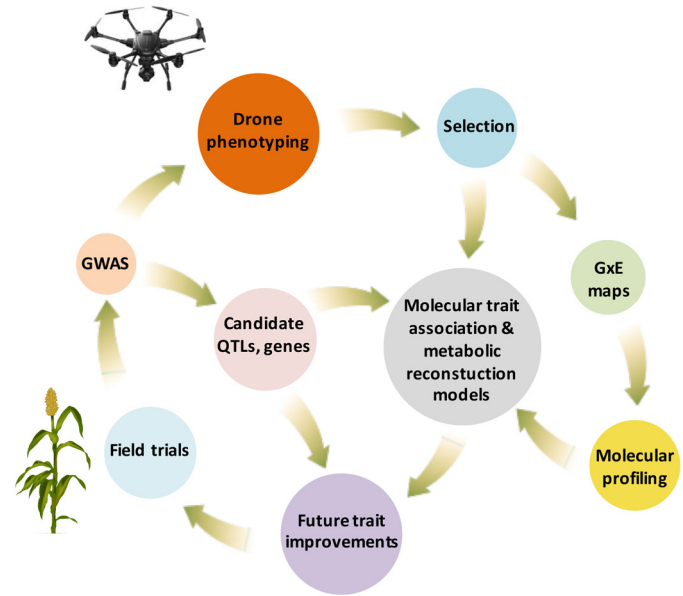 Drone
phenotyping
Selection
GWAS
GxE
maps
Candidate
QTLs, genes
Molecular trait
association &
metabolic
reconstuction
models
Field trials
Molecular
profiling
Future trait
improvements